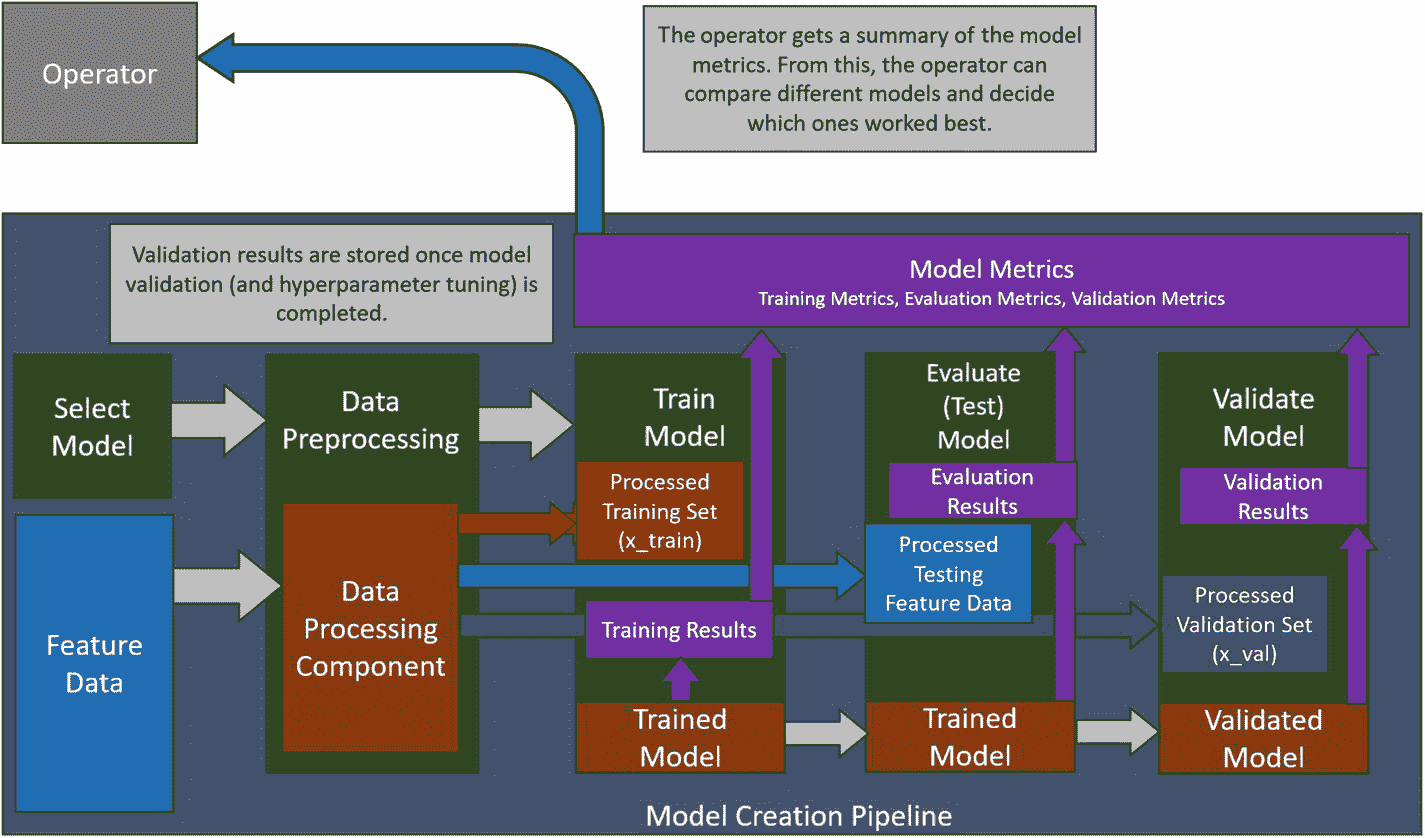 Operator
The operator gets a summary of the model
metrics. From this, the operator can
compare different models and decide
which ones worked best.
Validation results are stored once model
validation (and hyperparameter tuning) is
completed.
Model Metrics
Training Metrics, Evaluation Metrics, Validation Metrics
Select
Model
Data
Preprocessing
Train
Model
Evaluate
(Test)
Model
Validate
Model
Processed
Training Set
(x_train)
Evaluation
Results
Validation
Results
Feature
Data
Data
Processing
Component
Processed
Testing
Feature Data
Training Results
Processed
Validation Set
(x_val)
Trained
Model
Trained
Model
Validated
Model
Model Creation Pipeline